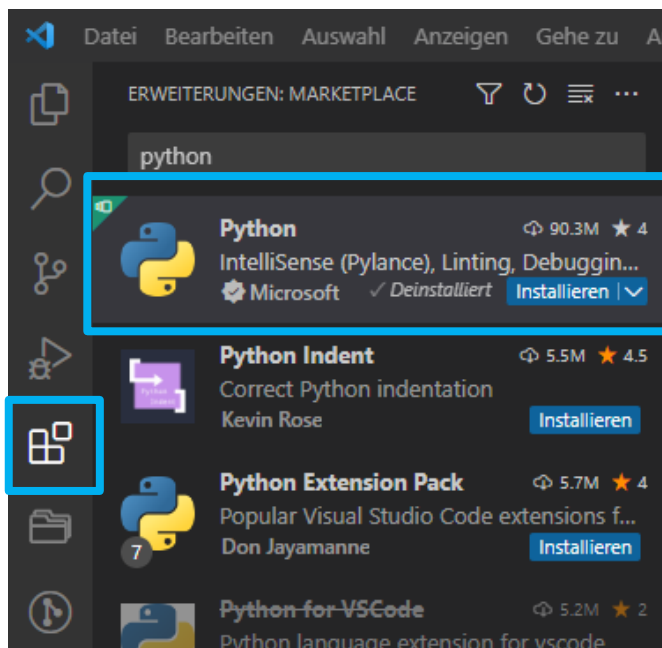 Datei Bearbeiten Auswahl Anzeigen Gehe zu A
ERWEITERUNGEN: MARKETPLACE
python
Python 90.3M 4
IntelliSense (Pylance), Linting, Debuggin...
Microsoft Deinstalliert Installieren
Python Indent 5.5M 4.5
Correct Python indentation
Kevin Rose Installieren
Python Extension Pack 5.7M 4
Popular Visual Studio Code extensions f...
7 Don Jayamanne Installieren
Python for VSCode 5.2M 2
Python language extension for vscode